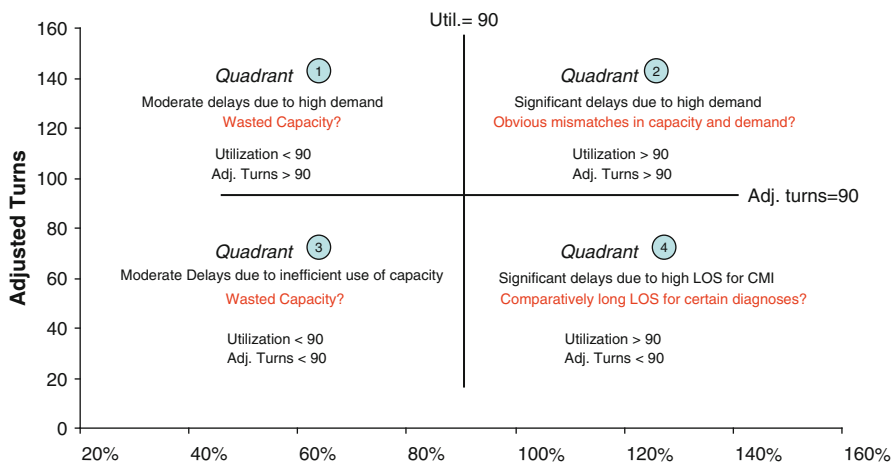 Util.= 90
160
140
120
100
80
60
40
20
0
Adjusted Turns
Quadrant 1
Moderate delays due to high demand
Wasted Capacity?
Utilization < 90
Adj. Turns > 90
Quadrant 2
Significant delays due to high demand
Obvious mismatches in capacity and demand?
Utilization > 90
Adj. Turns > 90
Adj. turns=90
Quadrant 3
Moderate Delays due to inefficient use of capacity
Wasted Capacity?
Utilization < 90
Adj. Turns < 90
Quadrant 4
Significant delays due to high LOS for CMI
Comparatively long LOS for certain diagnoses?
Utilization > 90
Adj. Turns < 90
20% 40% 60% 80% 100% 120% 140% 160%